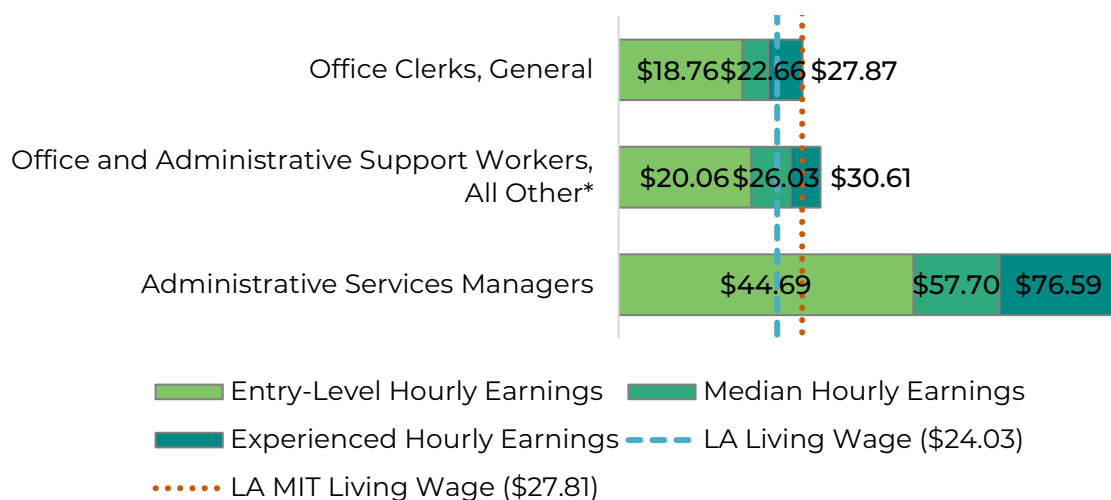 Office Clerks, General
$18.76 $22.66 $27.87
Office and Administrative Support Workers,
All Other*
$20.06 $26.03 $30.61
Administrative Services Managers
$44.69 $57.70 $76.59
Entry-Level Hourly Earnings
Median Hourly Earnings
Experienced Hourly Earnings
LA Living Wage ($24.03)
LA MIT Living Wage ($27.81)